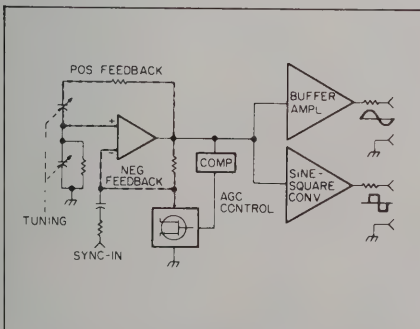 POS FEEDBACK
BUFFER
AMPL
+
-
NEG
FEEDBACK
COMP
SINE-
SQUARE
CONV
AGC
CONTROL
TUNING
SYNC-IN